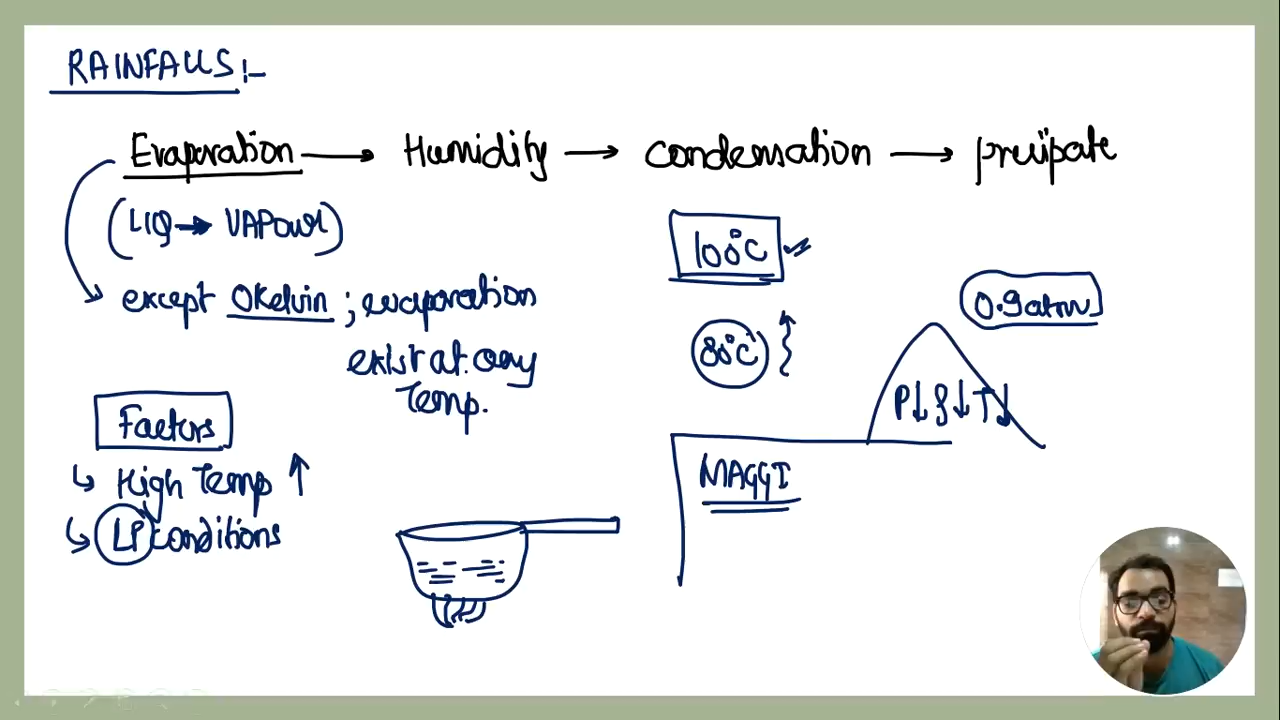 RAINFALLS:-
Evaporation → Humidity → condensation → precipate
(LIQ → VAPOUR)
100°C
except 0Kelvin ; evaporation
exist at any
Temp.
0.9atm
80°C ↑
P↓ ρ↓ T↓
Factors
↳ High Temp ↑
↳ LP conditions
MAGGI